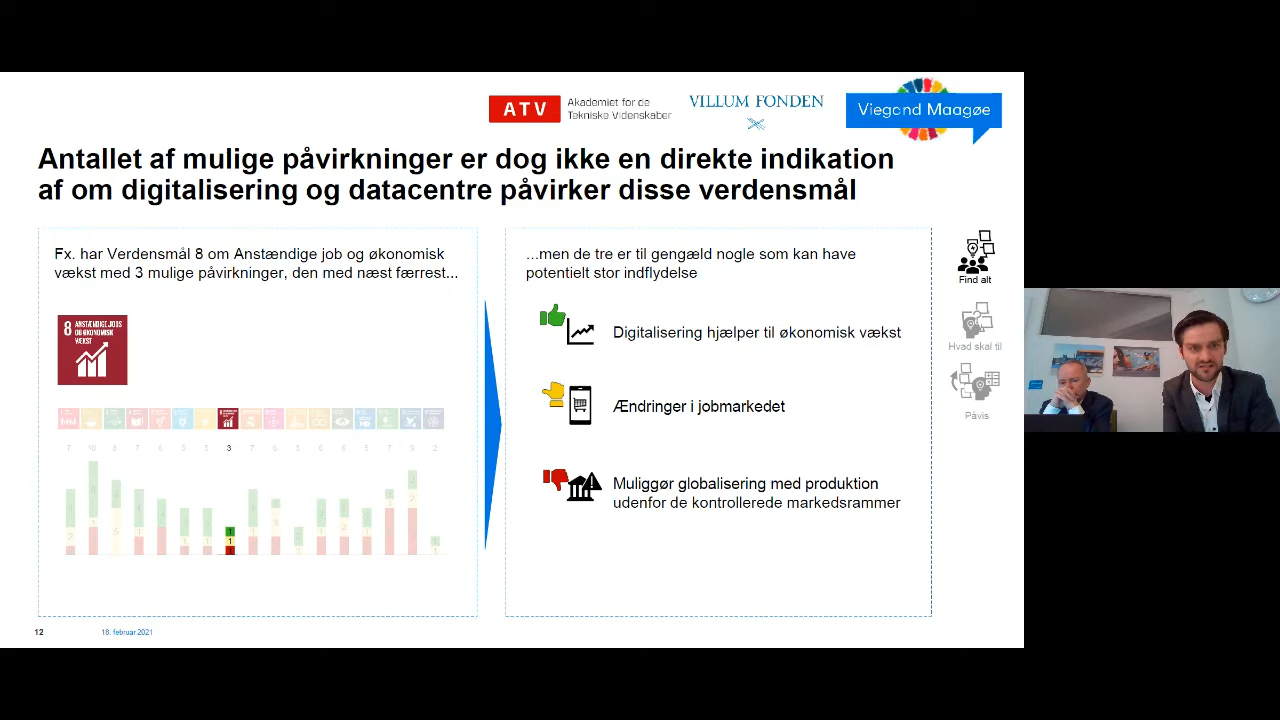 ATV
Akademiet for de
Tekniske Videnskaber
VILLUM FONDEN
Viegand Maagøe
Antallet af mulige påvirkninger er dog ikke en direkte indikation
af om digitalisering og datacentre påvirker disse verdensmål
Fx. har Verdensmål 8 om Anstændige job og økonomisk
vækst med 3 mulige påvirkninger, den med næst færrest...
8 ANSTÆNDIGE JOBS
OG ØKONOMISK
VÆKST
3
1
1
1
...men de tre er til gengæld nogle som kan have
potentielt stor indflydelse
Digitalisering hjælper til økonomisk vækst
Ændringer i jobmarkedet
Muliggør globalisering med produktion
udenfor de kontrollerede markedsrammer
Find alt
Hvad skal til
Påvis
12
18. februar 2021